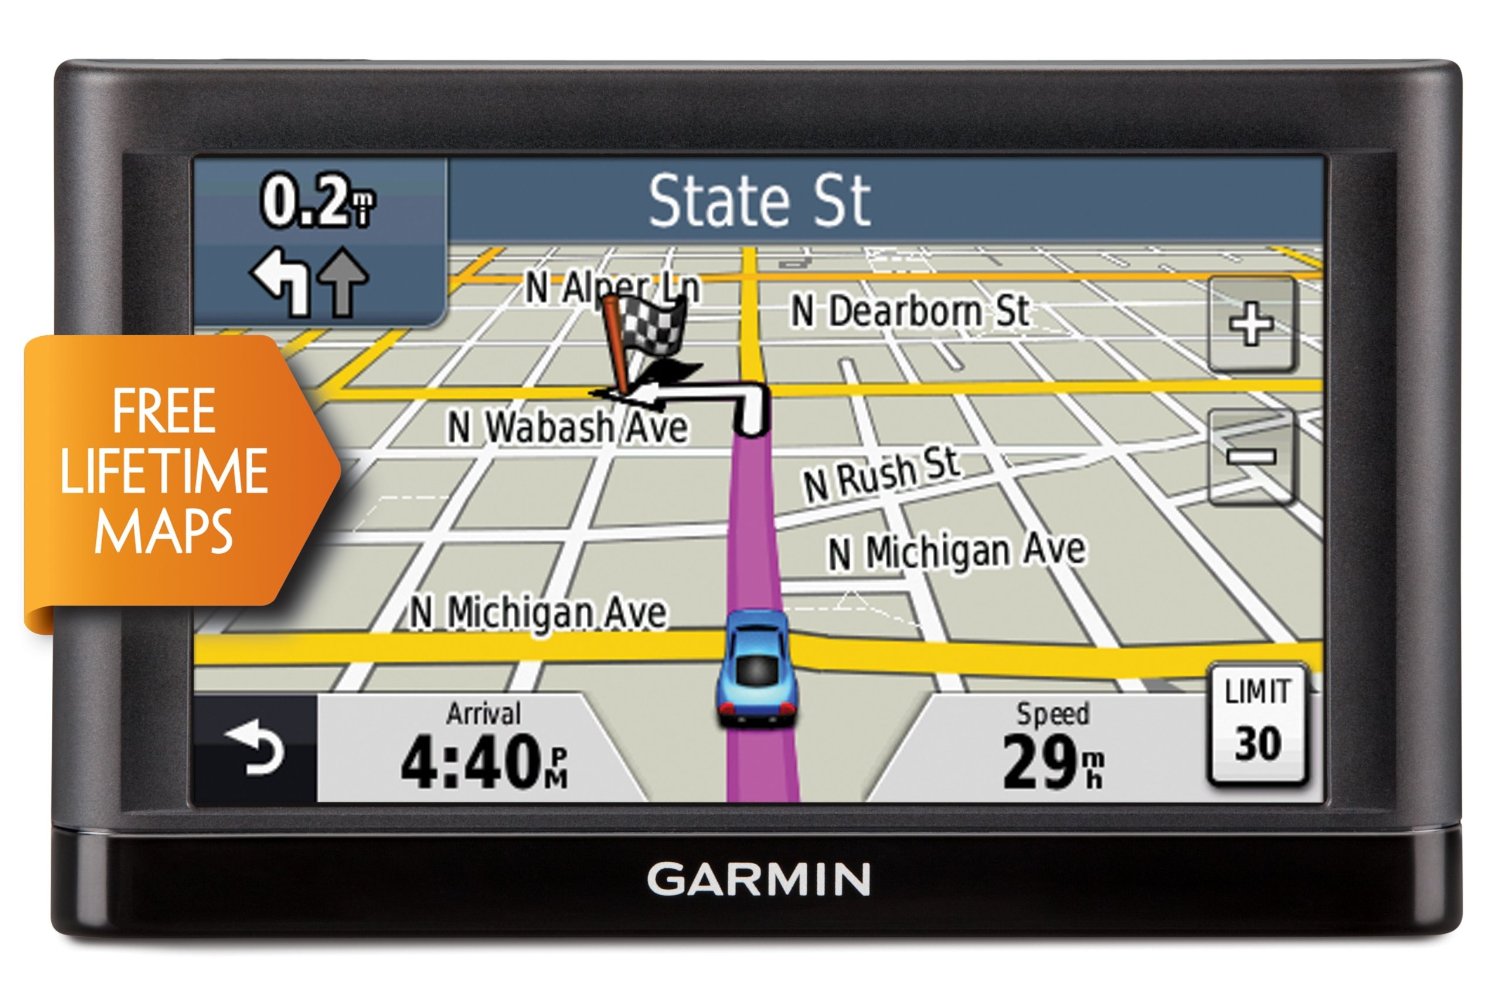 0.2mi
State St
N Alper Ln
N Dearborn St
+
FREE
LIFETIME
MAPS
N Wabash Ave
−
N Rush St
N Michigan Ave
N Michigan Ave
LIMIT
30
Arrival
4:40PM
Speed
29mh
GARMIN